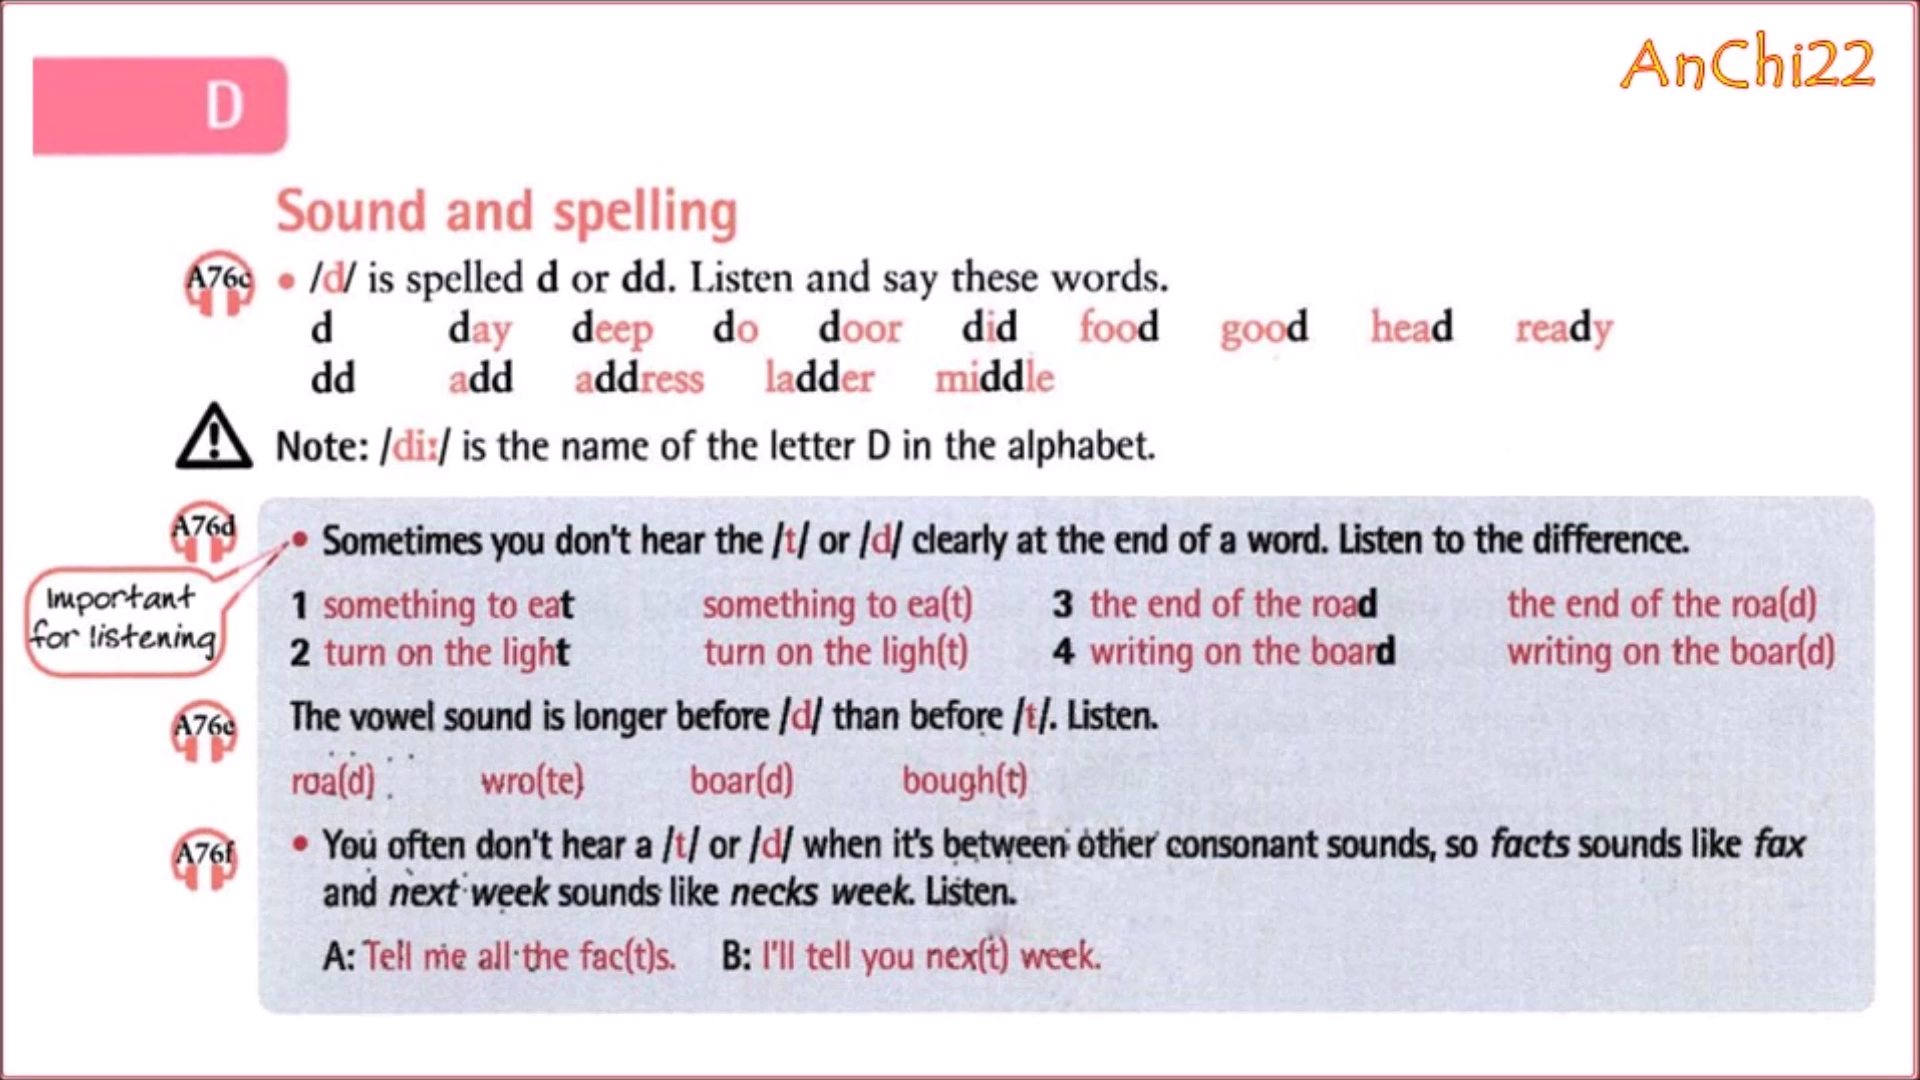 AnChi22
D
Sound and spelling
A76c • /d/ is spelled d or dd. Listen and say these words.
d day deep do door did food good head ready
dd add address ladder middle
Note: /diː/ is the name of the letter D in the alphabet.
A76d • Sometimes you don't hear the /t/ or /d/ clearly at the end of a word. Listen to the difference.
Important
for listening
1 something to eat something to ea(t) 3 the end of the road the end of the roa(d)
2 turn on the light turn on the ligh(t) 4 writing on the board writing on the boar(d)
A76e The vowel sound is longer before /d/ than before /t/. Listen.
roa(d) wro(te) boar(d) bough(t)
A76f • You often don't hear a /t/ or /d/ when it's between other consonant sounds, so facts sounds like fax
and next week sounds like necks week. Listen.
A: Tell me all the fac(t)s. B: I'll tell you nex(t) week.